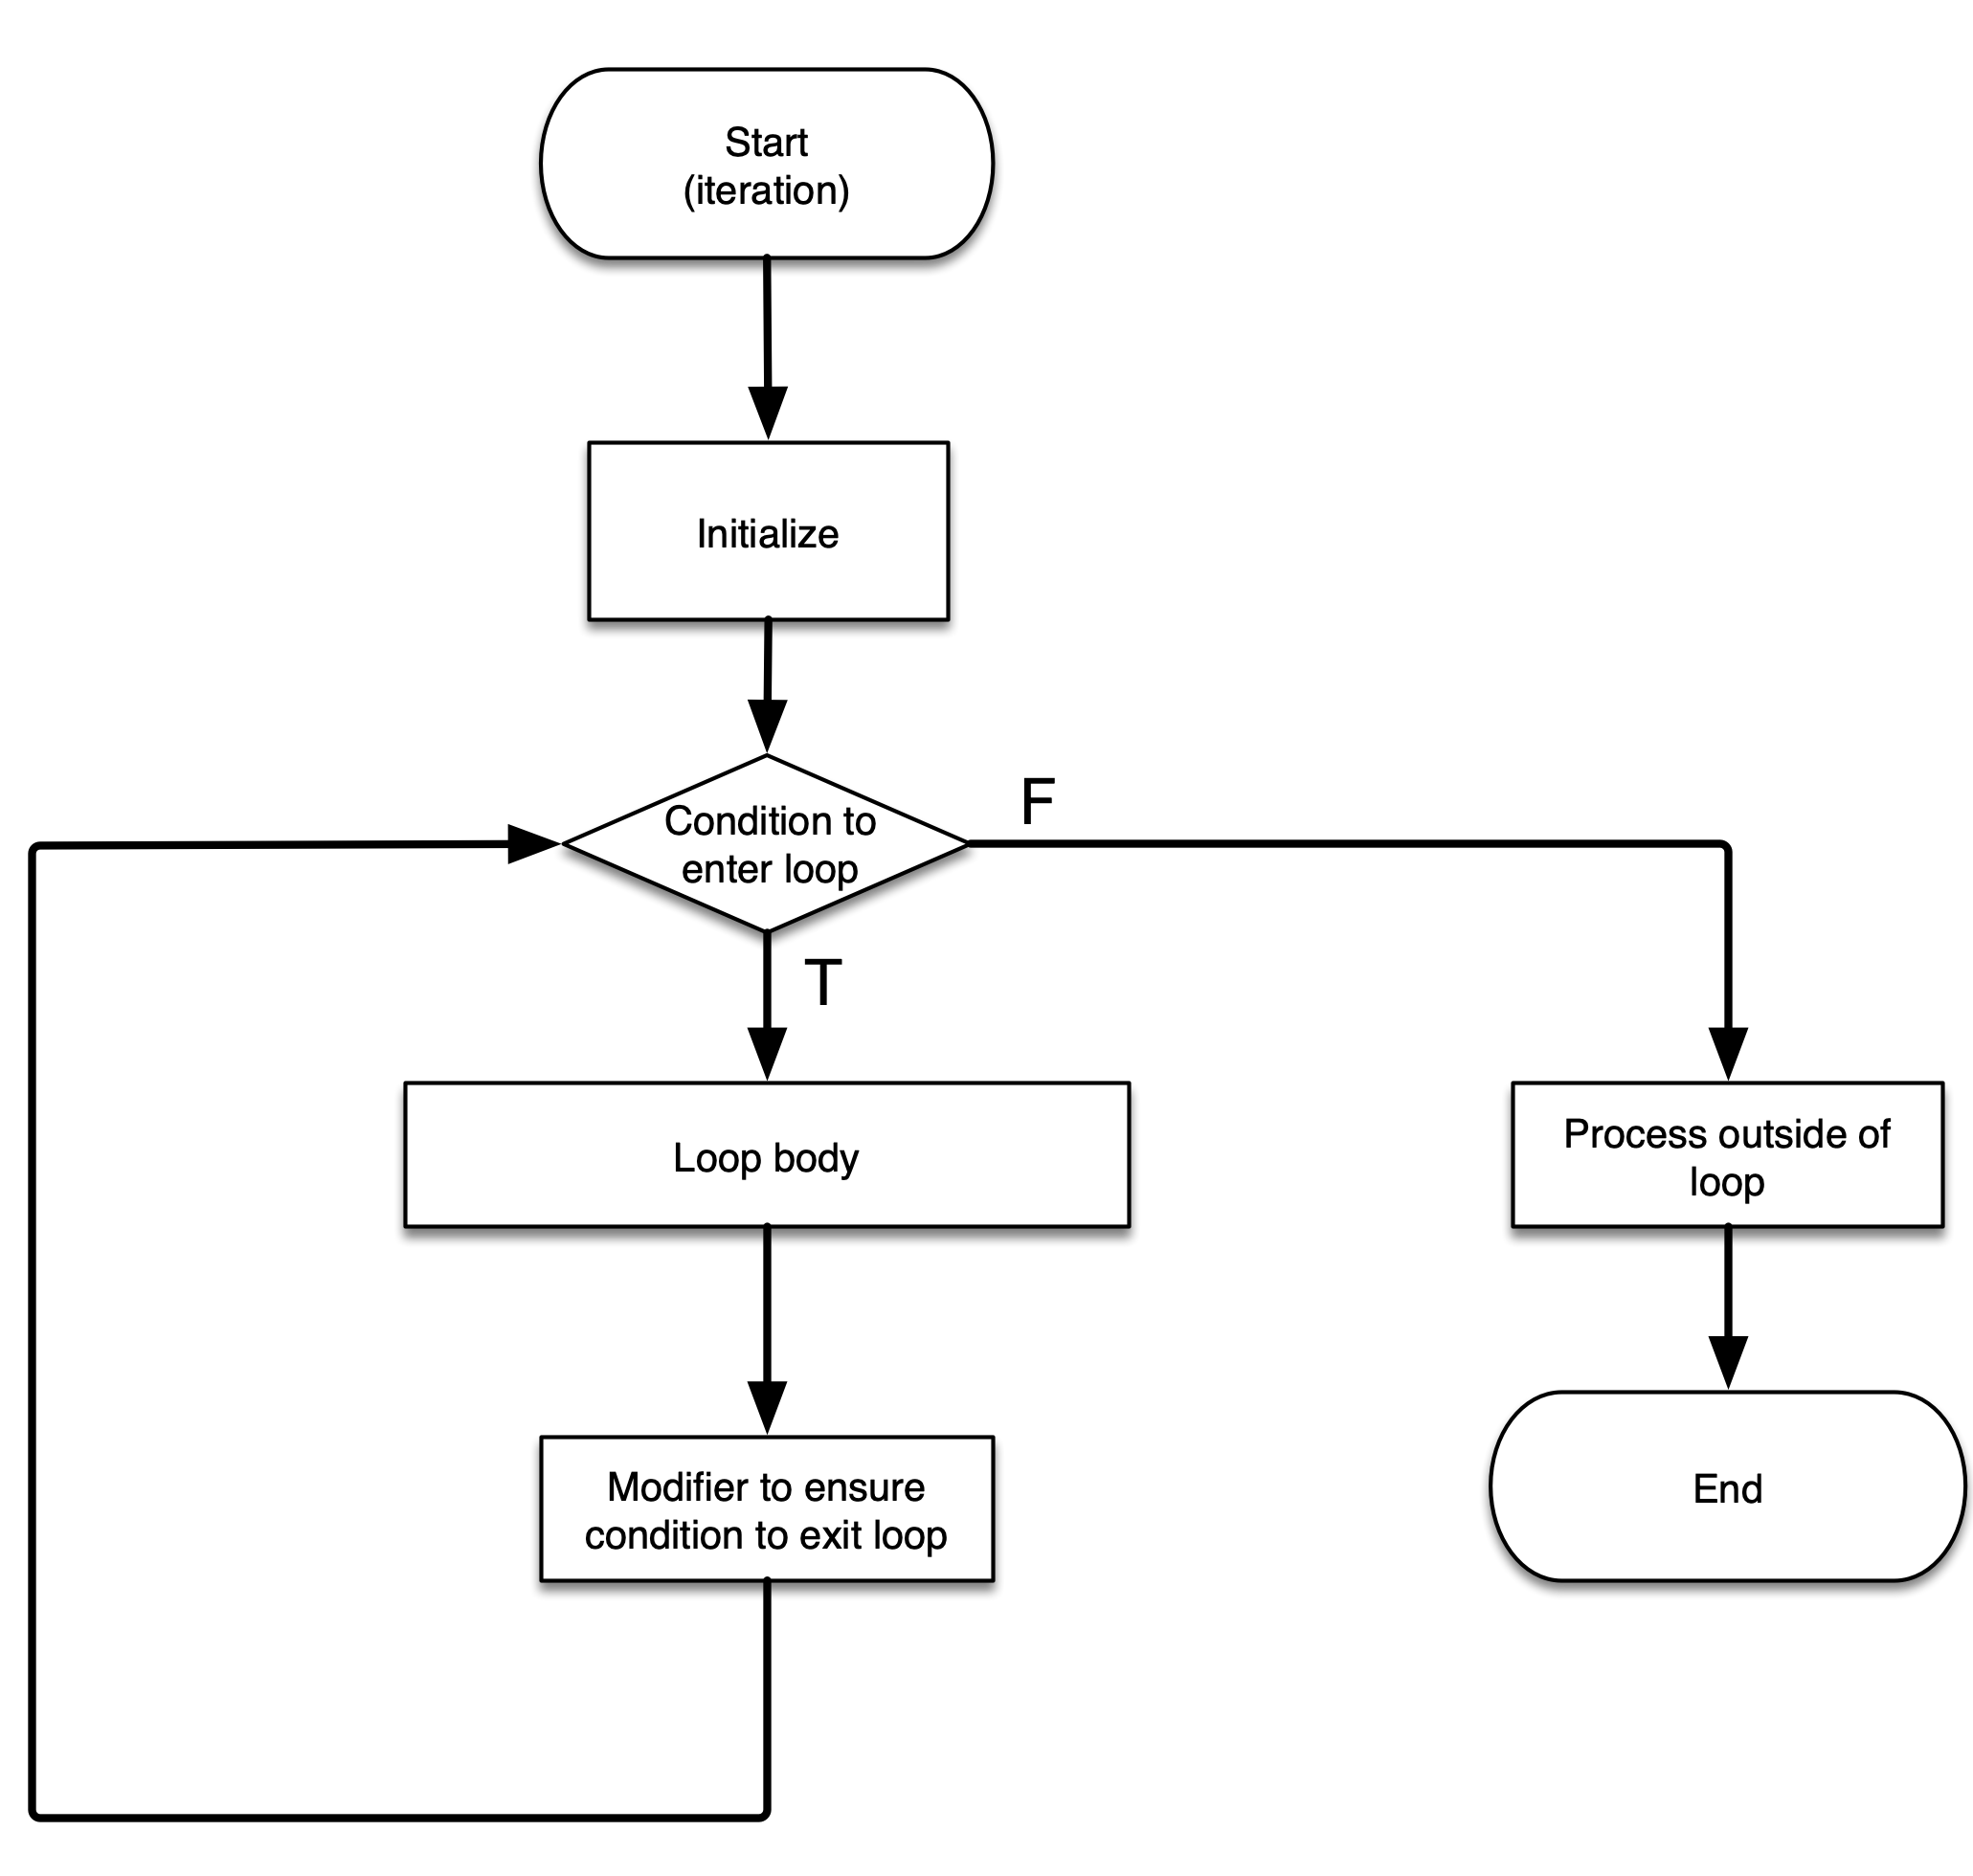 Start
(iteration)
Initialize
Condition to
enter loop
F
T
Loop body
Process outside of
loop
Modifier to ensure
condition to exit loop
End